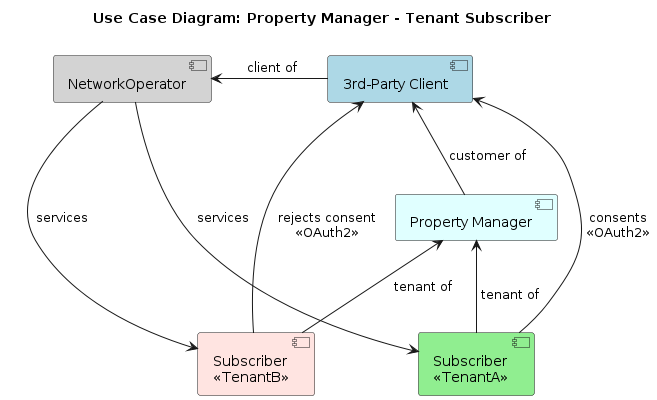 Use Case Diagram: Property Manager - Tenant Subscriber
NetworkOperator
client of
3rd-Party Client
customer of
Property Manager
services
services
rejects consent
«OAuth2»
consents
«OAuth2»
tenant of
tenant of
Subscriber
«TenantB»
Subscriber
«TenantA»